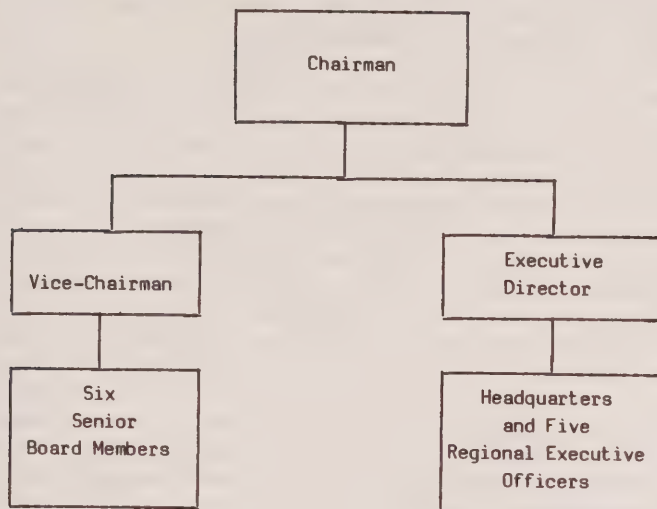 Chairman
Vice-Chairman
Executive
Director
Six
Senior
Board Members
Headquarters
and Five
Regional Executive
Officers